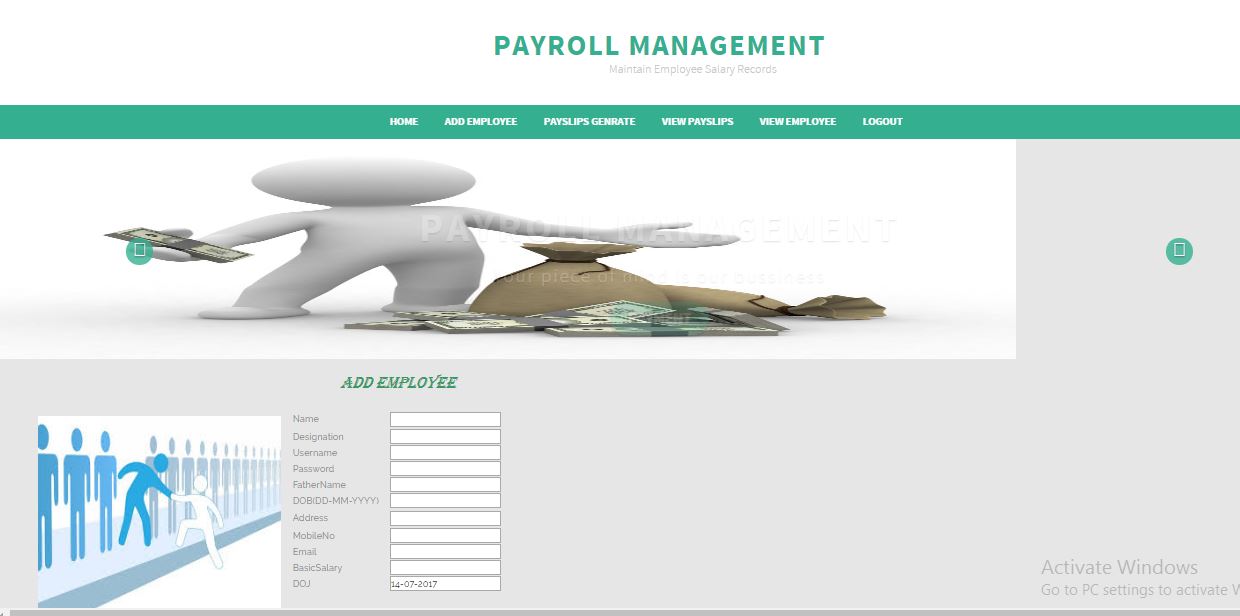 PAYROLL MANAGEMENT
Maintain Employee Salary Records
HOME ADD EMPLOYEE PAYSLIPS GENRATE VIEW PAYSLIPS VIEW EMPLOYEE LOGOUT
PAYROLL MANAGEMENT
our piece of mind is our bussiness
ADD EMPLOYEE
Name
Designation
Username
Password
FatherName
DOB(DD-MM-YYYY)
Address
MobileNo
Email
BasicSalary
DOJ 14-07-2017
Activate Windows
Go to PC settings to activate W